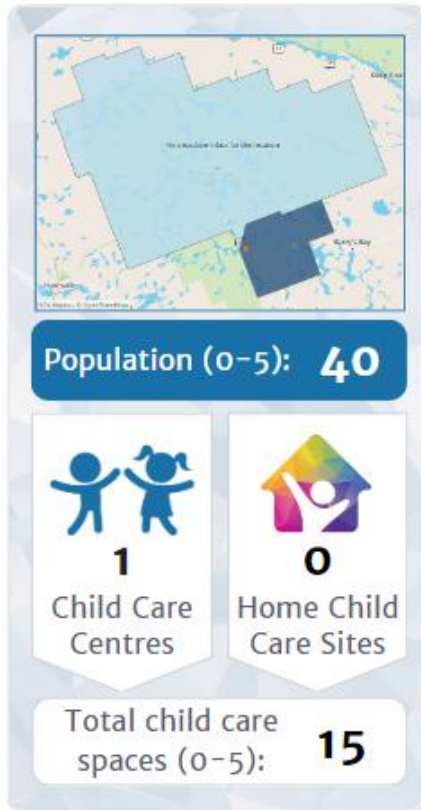 Population (0-5): 40
1
Child Care
Centres
0
Home Child
Care Sites
Total child care
spaces (0-5): 15